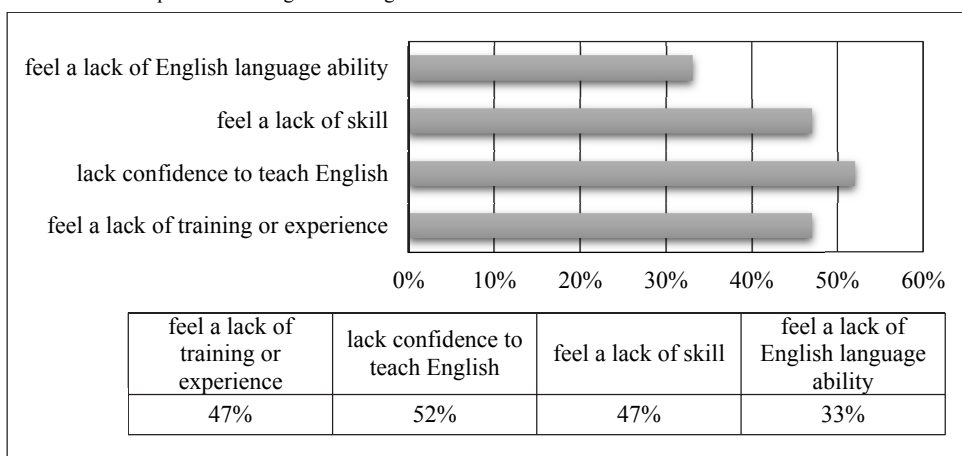 feel a lack of English language ability
feel a lack of skill
lack confidence to teach English
feel a lack of training or experience
0% 10% 20% 30% 40% 50% 60%
feel a lack of
training or
experience
lack confidence to
teach English
feel a lack of skill
feel a lack of
English language
ability
47% 52% 47% 33%